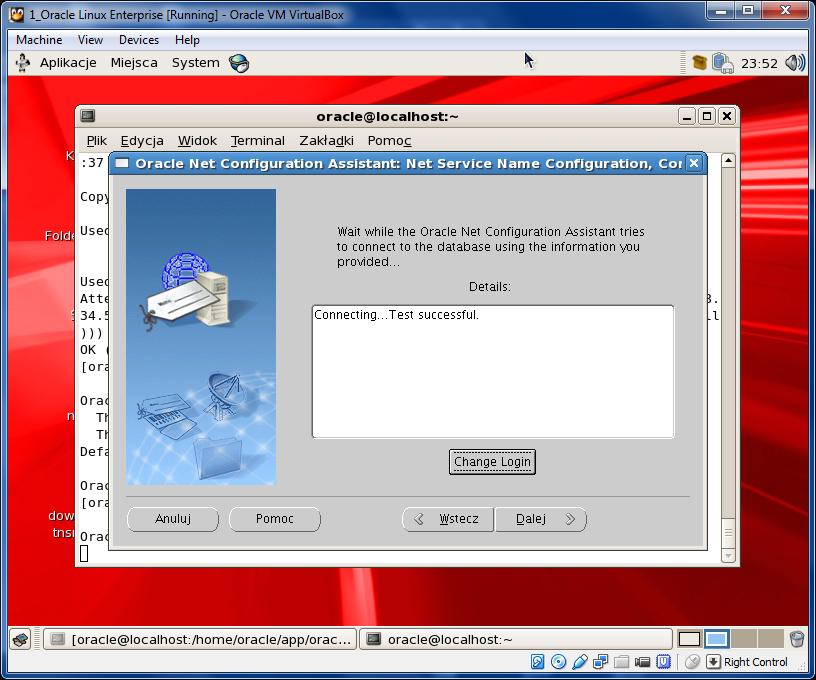 1_Oracle Linux Enterprise [Running] - Oracle VM VirtualBox
Machine View Devices Help
Aplikacje Miejsca System 23:52
oracle@localhost:~
Plik Edycja Widok Terminal Zakładki Pomoc
:37
Oracle Net Configuration Assistant: Net Service Name Configuration, Cor
Copy
Used
Folde
Used
Atte
34.5
)))
OK (
[ora
Orac
Th
Th
Defa
Orac
[ora
dow
tns
Orac
Wait while the Oracle Net Configuration Assistant tries
to connect to the database using the information you
provided...
Details:
Connecting...Test successful.
Change Login
Anuluj Pomoc Wstecz Dalej
[oracle@localhost:/home/oracle/app/orac... oracle@localhost:~
Right Control